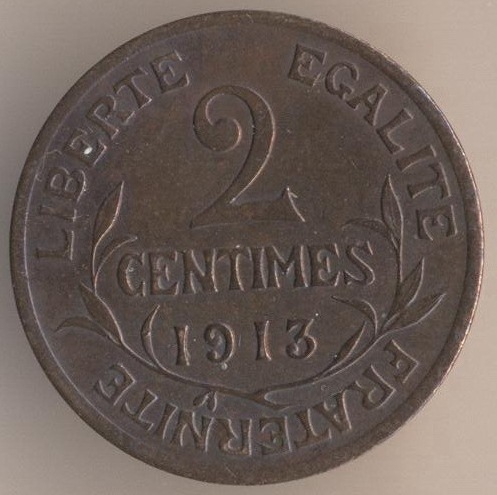 LIBERTE EGALITE FRATERNITE
2
CENTIMES
1913